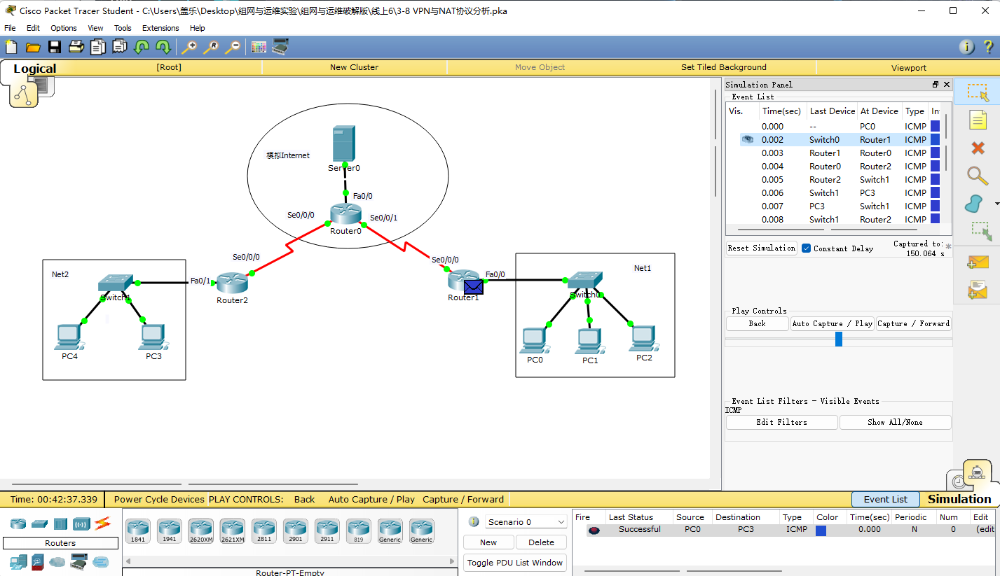 Cisco Packet Tracer Student - C:\Users\盖乐\Desktop\组网与运维实验\组网与运维破解版\线上6\3-8 VPN与NAT协议分析.pka
File Edit Options View Tools Extensions Help
Logical [Root] New Cluster Move Object Set Tiled Background Viewport
模拟Internet
Server0
Fa0/0
Se0/0/0
Se0/0/1
Router0
Se0/0/0
Se0/0/0
Net2
Fa0/1
Switch1
Router2
PC4
PC3
Router1
Fa0/0
Net1
Switch0
PC0
PC1
PC2
Simulation Panel
Event List
Vis. Time(sec) Last Device At Device Type In
0.000 -- PC0 ICMP
0.002 Switch0 Router1 ICMP
0.003 Router1 Router0 ICMP
0.004 Router0 Router2 ICMP
0.005 Router2 Switch1 ICMP
0.006 Switch1 PC3 ICMP
0.007 PC3 Switch1 ICMP
0.008 Switch1 Router2 ICMP
Reset Simulation Constant Delay Captured to: *
150.064 s
Play Controls
Back Auto Capture / Play Capture / Forward
Event List Filters - Visible Events
ICMP
Edit Filters Show All/None
Time: 00:42:37.339 Power Cycle Devices PLAY CONTROLS: Back Auto Capture / Play Capture / Forward Event List Simulation
Routers
1841 1941 2620XM 2621XM 2811 2901 2911 819 Generic Generic
Router-PT-Empty
Scenario 0
New Delete
Toggle PDU List Window
Fire Last Status Source Destination Type Color Time(sec) Periodic Num Edit
Successful PC0 PC3 ICMP 0.000 N 0 (edit